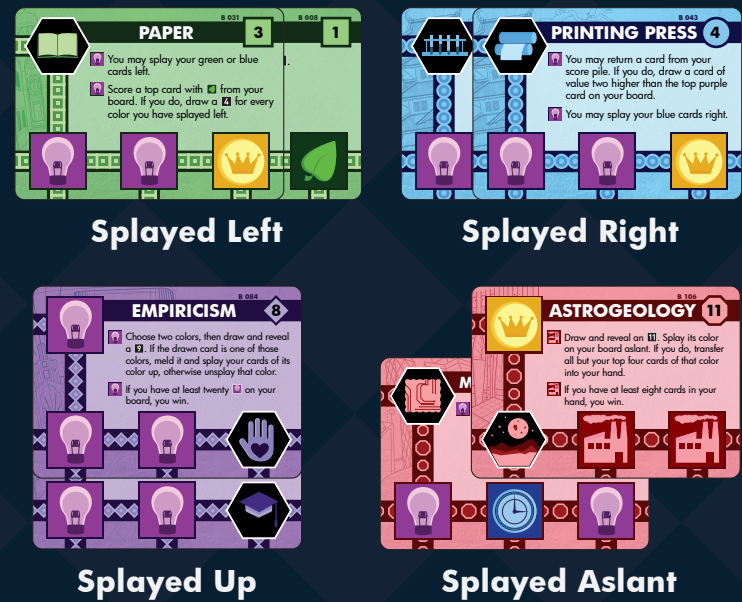 B 031
B 008
PAPER
3
1
You may splay your green or blue
cards left.
Score a top card with from your
board. If you do, draw a 4 for every
color you have splayed left.
Splayed Left
B 043
PRINTING PRESS
4
You may return a card from your
score pile. If you do, draw a card of
value two higher than the top purple
card on your board.
You may splay your blue cards right.
Splayed Right
B 084
EMPIRICISM
8
Choose two colors, then draw and reveal
a 9. If the drawn card is one of those
colors, meld it and splay your cards of its
color up, otherwise unsplay that color.
If you have at least twenty on your
board, you win.
Splayed Up
B 106
ASTROGEOLOGY
11
Draw and reveal an 11. Splay its color
on your board aslant. If you do, transfer
all but your top four cards of that color
into your hand.
If you have at least eight cards in your
hand, you win.
M
Splayed Aslant